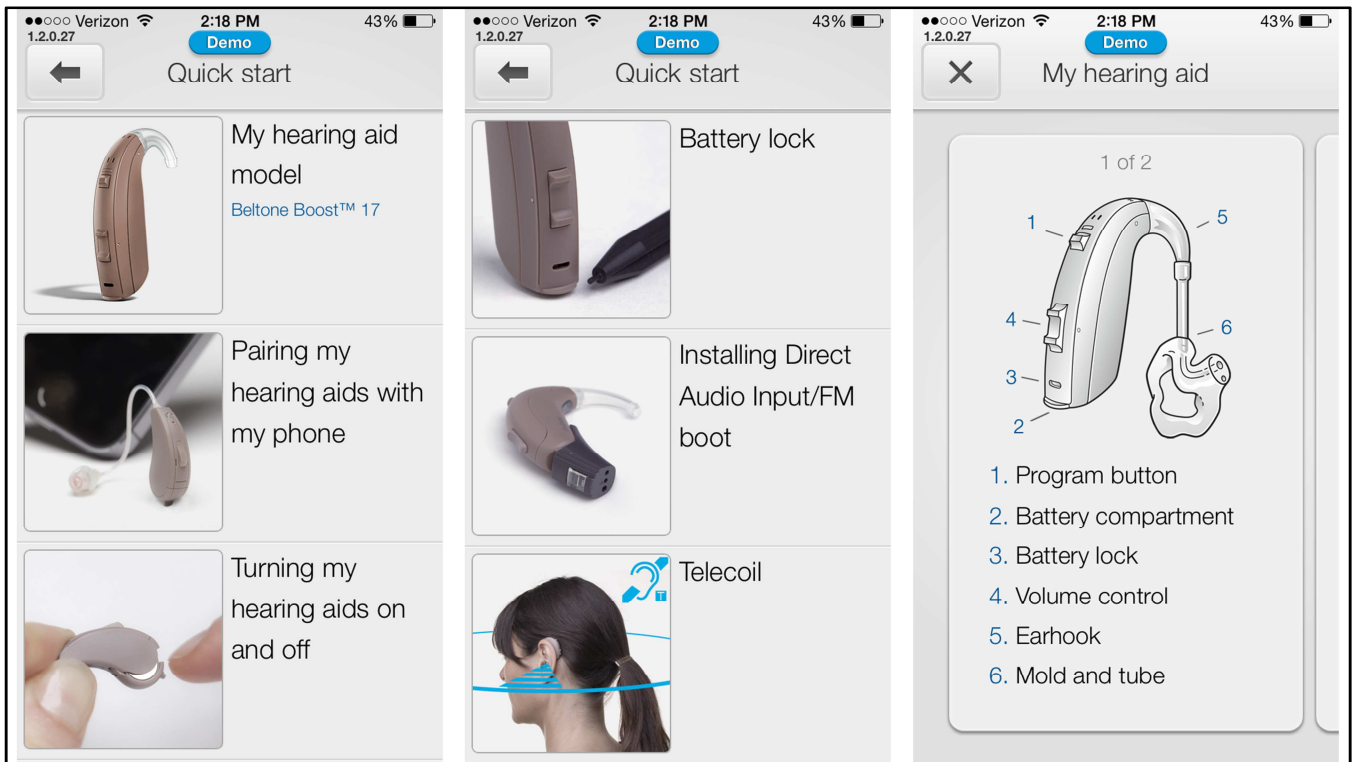 Verizon 2:18 PM 43%
1.2.0.27
Demo
Quick start
My hearing aid
model
Beltone Boost™ 17
Pairing my
hearing aids with
my phone
Turning my
hearing aids on
and off
Verizon 2:18 PM 43%
1.2.0.27
Demo
Quick start
Battery lock
Installing Direct
Audio Input/FM
boot
T
Telecoil
Verizon 2:18 PM 43%
1.2.0.27
Demo
My hearing aid
1 of 2
1
5
4
6
3
2
1. Program button
2. Battery compartment
3. Battery lock
4. Volume control
5. Earhook
6. Mold and tube